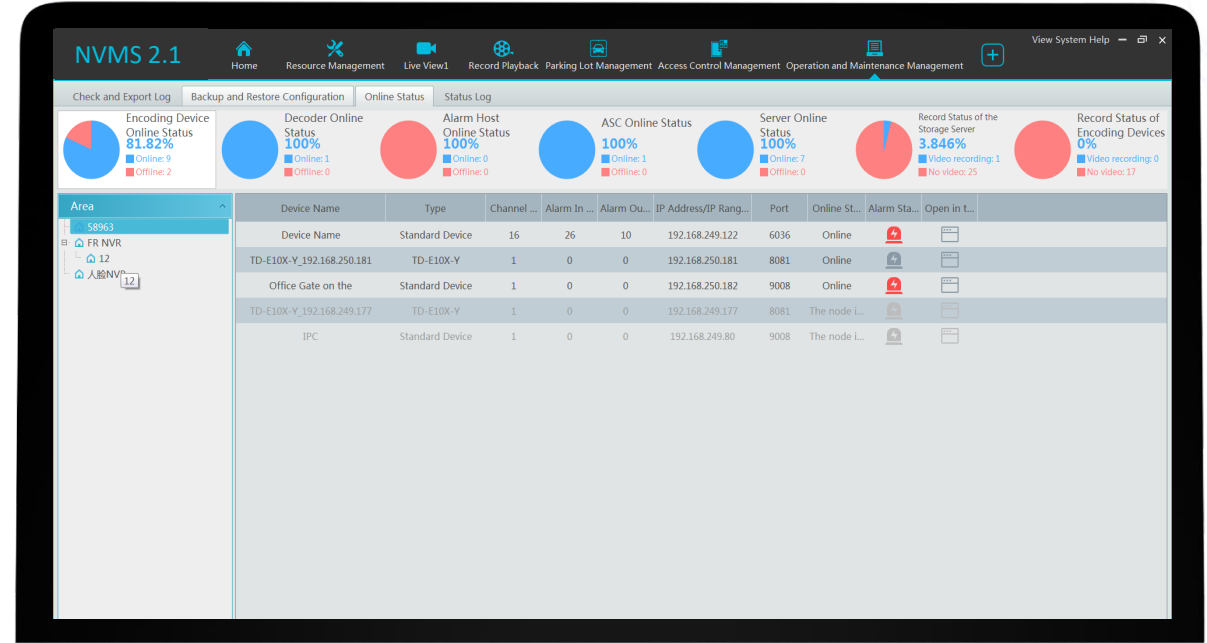 NVMS 2.1
Home
Resource Management
Live View1
Record Playback
Parking Lot Management
Access Control Management
Operation and Maintenance Management
View System Help
Check and Export Log
Backup and Restore Configuration
Online Status
Status Log
Encoding Device
Online Status
81.82%
Online: 9
Offline: 2
Decoder Online
Status
100%
Online: 1
Offline: 0
Alarm Host
Online Status
100%
Online: 0
Offline: 0
ASC Online Status
100%
Online: 1
Offline: 0
Server Online
Status
100%
Online: 7
Offline: 0
Record Status of the
Storage Server
3.846%
Video recording: 1
No video: 25
Record Status of
Encoding Devices
0%
Video recording: 0
No video: 17
Area
58963
FR NVR
12
人脸NVR
12
Device Name Type Channel ... Alarm In ... Alarm Ou... IP Address/IP Rang... Port Online St... Alarm Sta... Open in t...
Device Name Standard Device 16 26 10 192.168.249.122 6036 Online
TD-E10X-Y_192.168.250.181 TD-E10X-Y 1 0 0 192.168.250.181 8081 Online
Office Gate on the Standard Device 1 0 0 192.168.250.182 9008 Online
TD-E10X-Y_192.168.249.177 TD-E10X-Y 1 0 0 192.168.249.177 8081 The node i...
IPC Standard Device 1 0 0 192.168.249.80 9008 The node i...